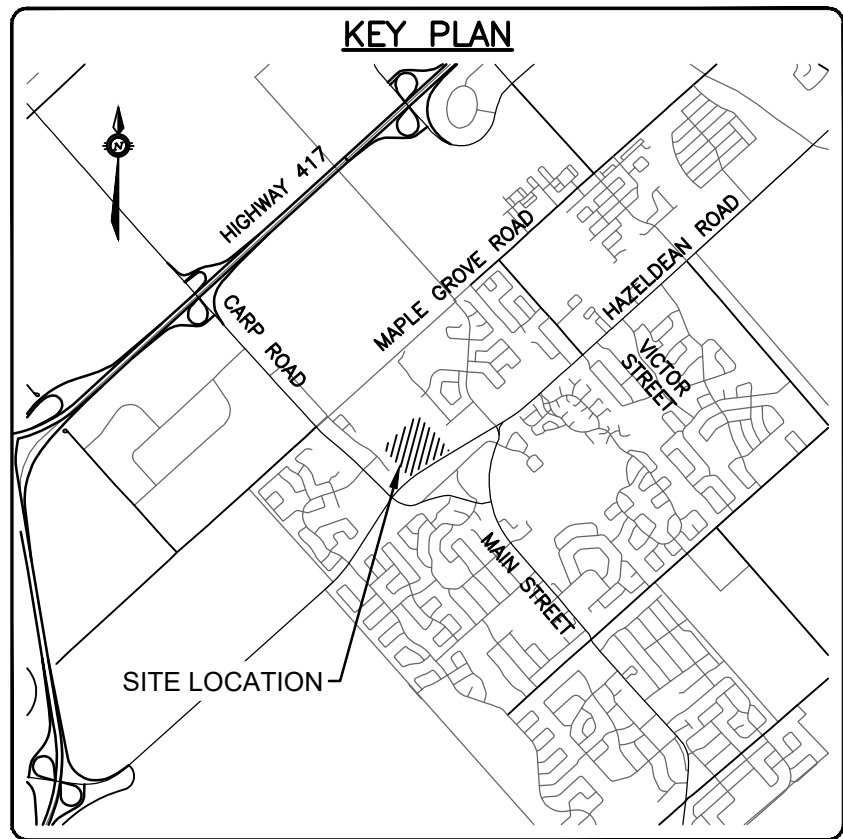 KEY PLAN
N
HIGHWAY 417
MAPLE GROVE ROAD
HAZELDEAN ROAD
CARP ROAD
VICTOR
STREET
MAIN STREET
SITE LOCATION